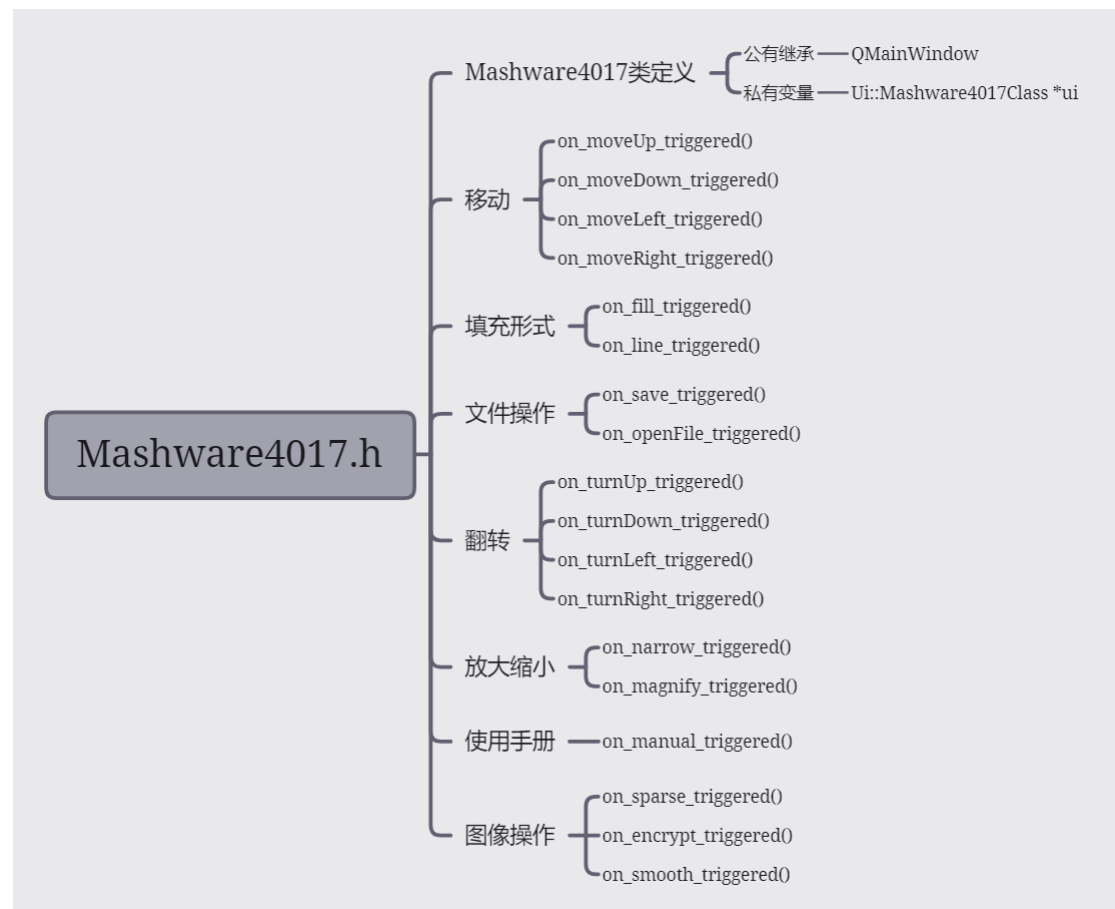 Mashware4017.h
Mashware4017类定义
公有继承
QMainWindow
私有变量
Ui::Mashware4017Class *ui
移动
on_moveUp_triggered()
on_moveDown_triggered()
on_moveLeft_triggered()
on_moveRight_triggered()
填充形式
on_fill_triggered()
on_line_triggered()
文件操作
on_save_triggered()
on_openFile_triggered()
翻转
on_turnUp_triggered()
on_turnDown_triggered()
on_turnLeft_triggered()
on_turnRight_triggered()
放大缩小
on_narrow_triggered()
on_magnify_triggered()
使用手册
on_manual_triggered()
图像操作
on_sparse_triggered()
on_encrypt_triggered()
on_smooth_triggered()